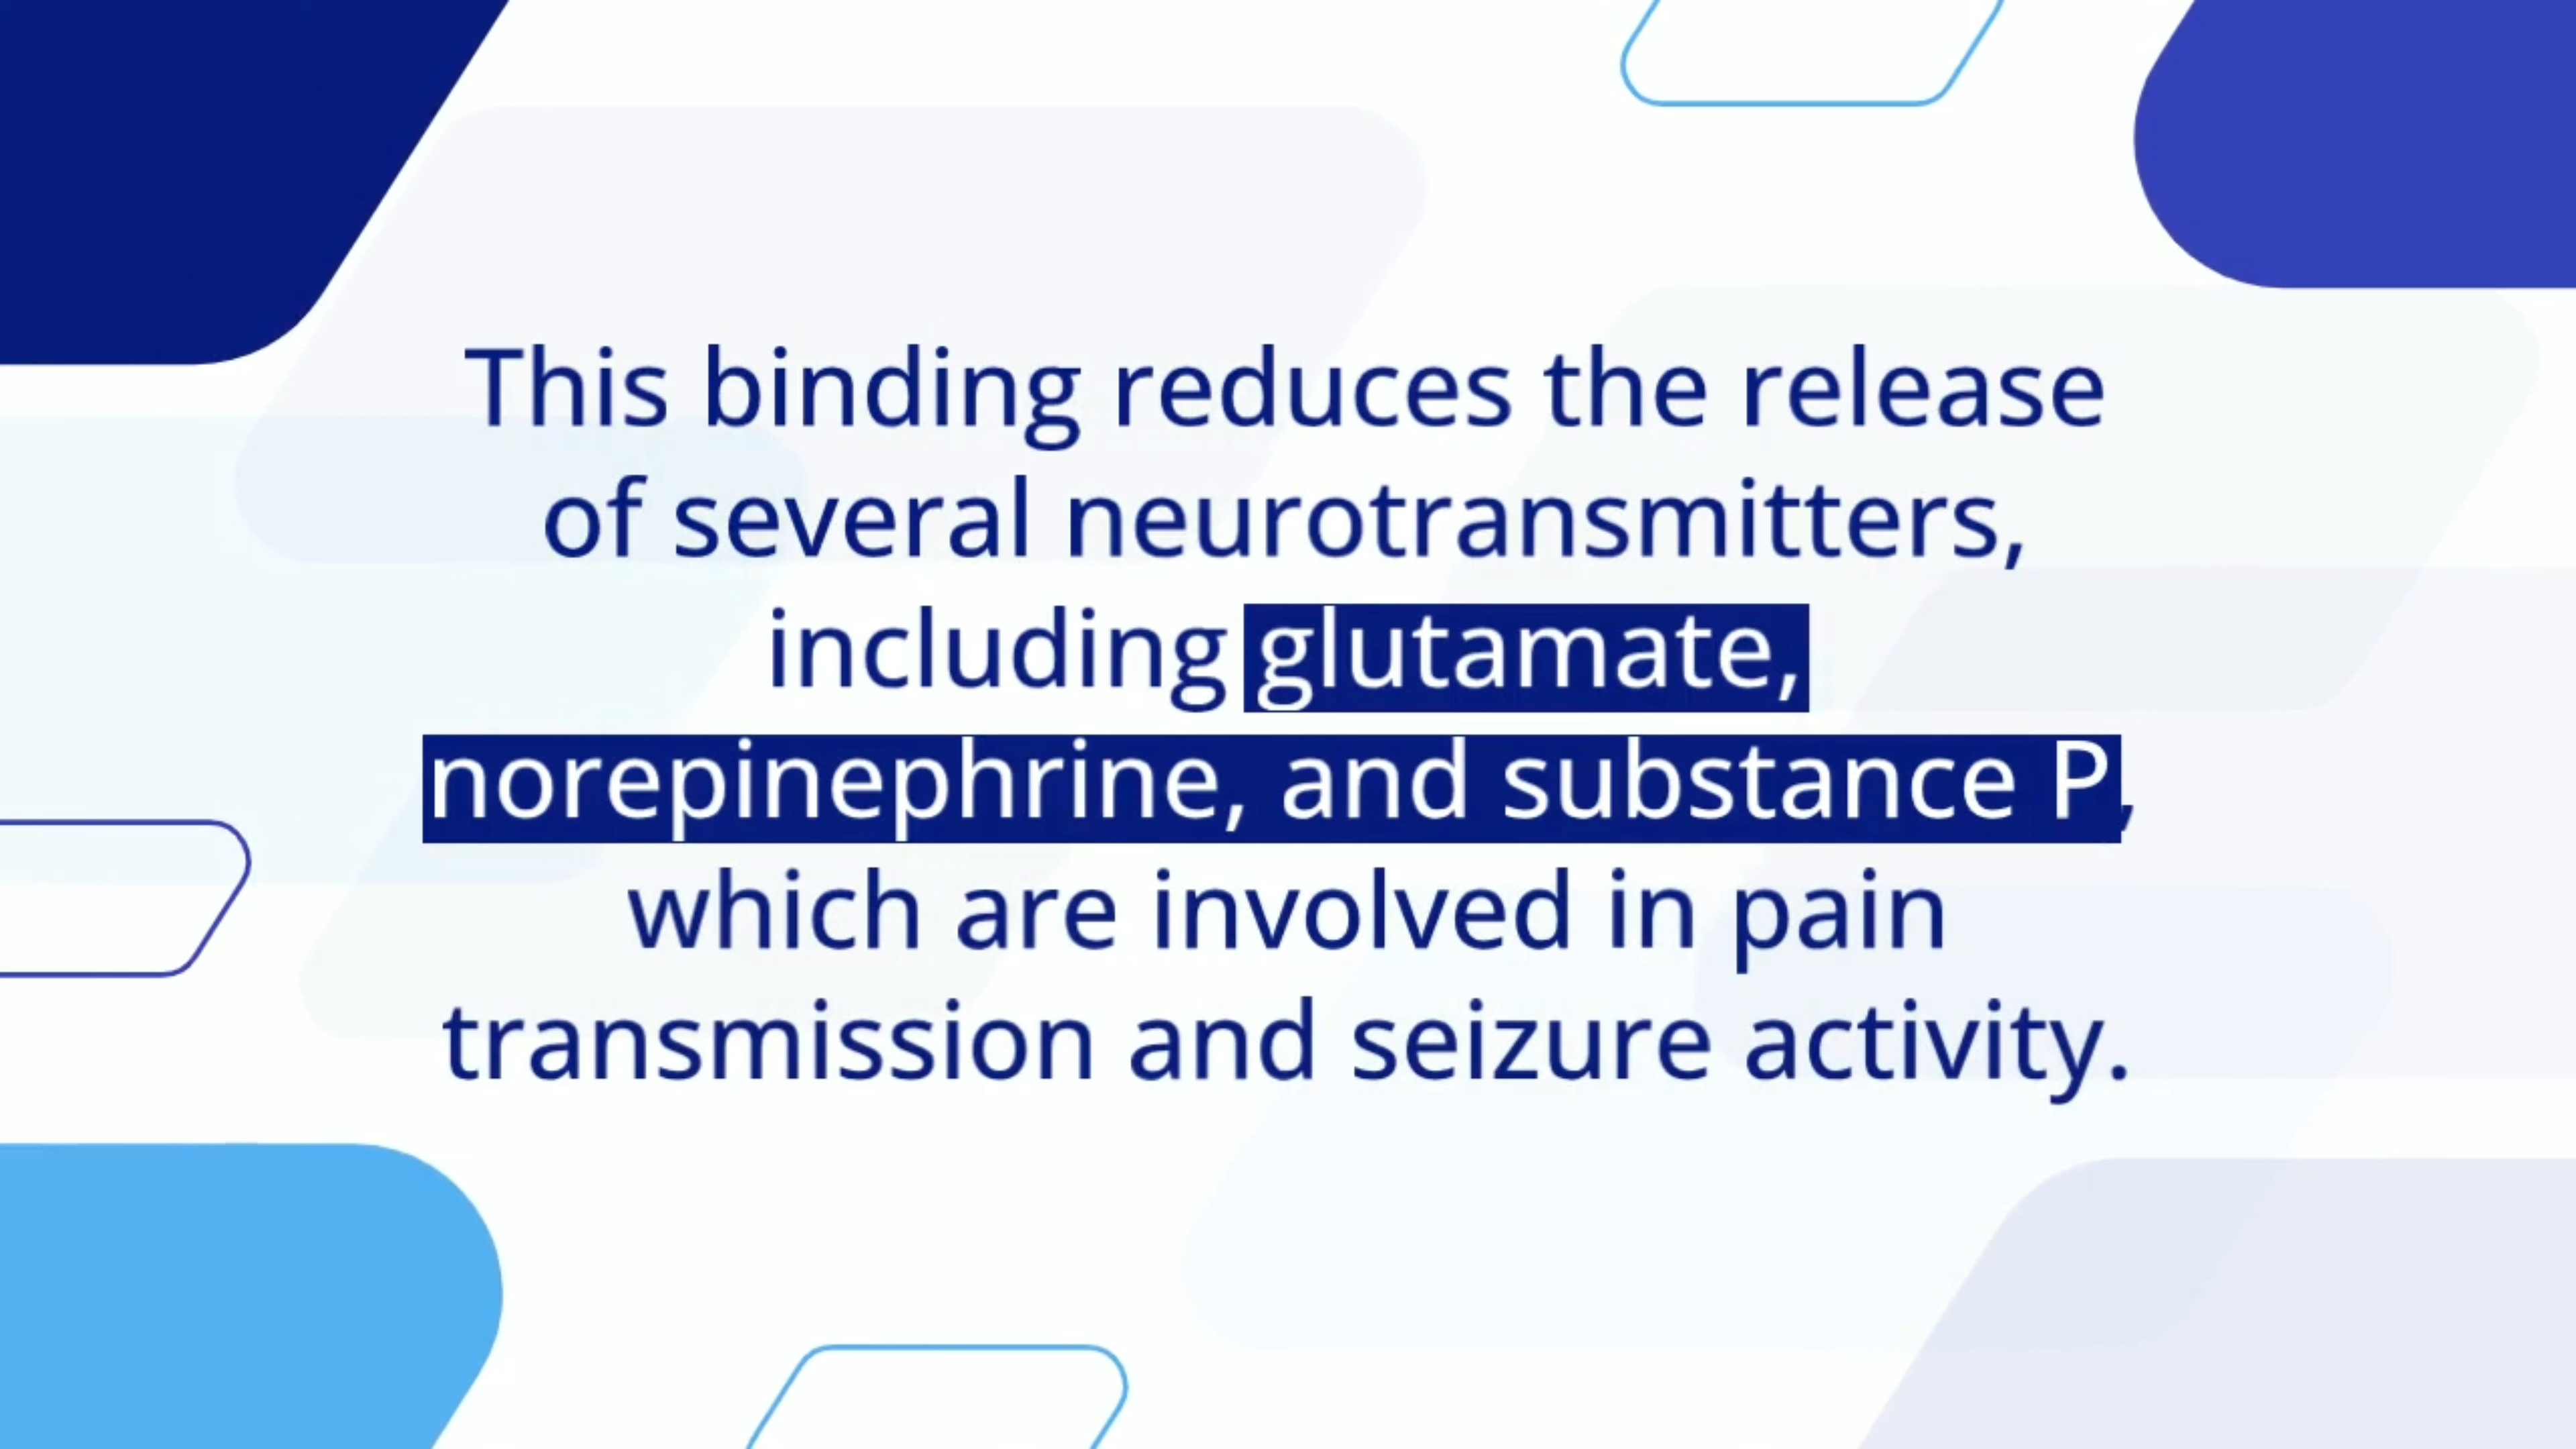 This binding reduces the release
of several neurotransmitters,
including glutamate,
norepinephrine, and substance P,
which are involved in pain
transmission and seizure activity.